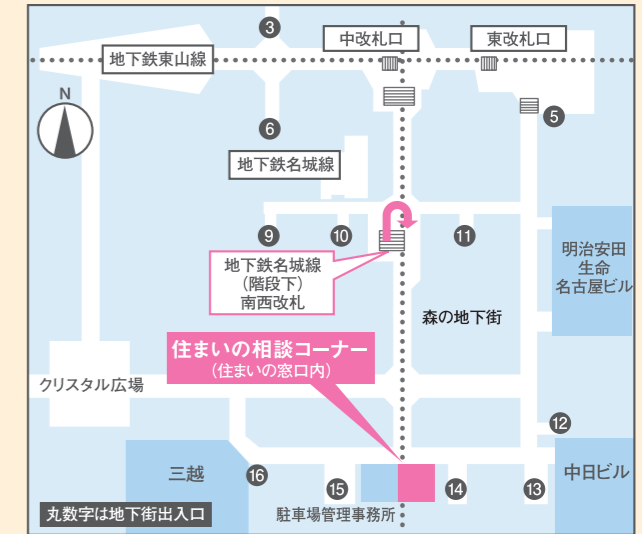 3
中改札口
東改札口
地下鉄東山線
N
5
6
地下鉄名城線
9
10
11
地下鉄名城線
(階段下)
南西改札
明治安田
生命
名古屋ビル
森の地下街
住まいの相談コーナー
(住まいの窓口内)
クリスタル広場
12
三越
16
15
14
13
中日ビル
丸数字は地下街出入口
駐車場管理事務所